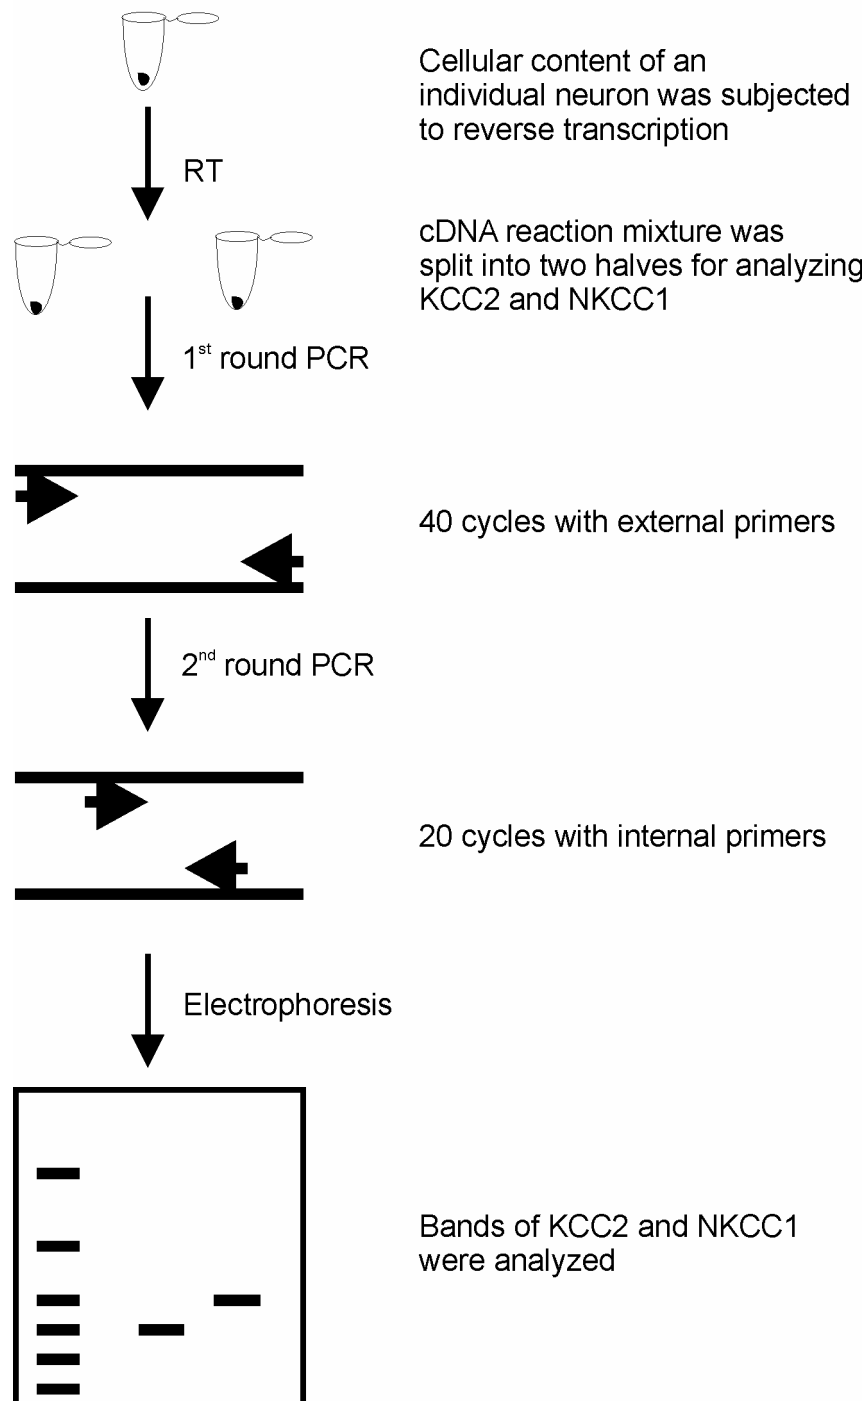 Cellular content of an
individual neuron was subjected
to reverse transcription
RT
cDNA reaction mixture was
split into two halves for analyzing
KCC2 and NKCC1
1st round PCR
40 cycles with external primers
2nd round PCR
20 cycles with internal primers
Electrophoresis
Bands of KCC2 and NKCC1
were analyzed